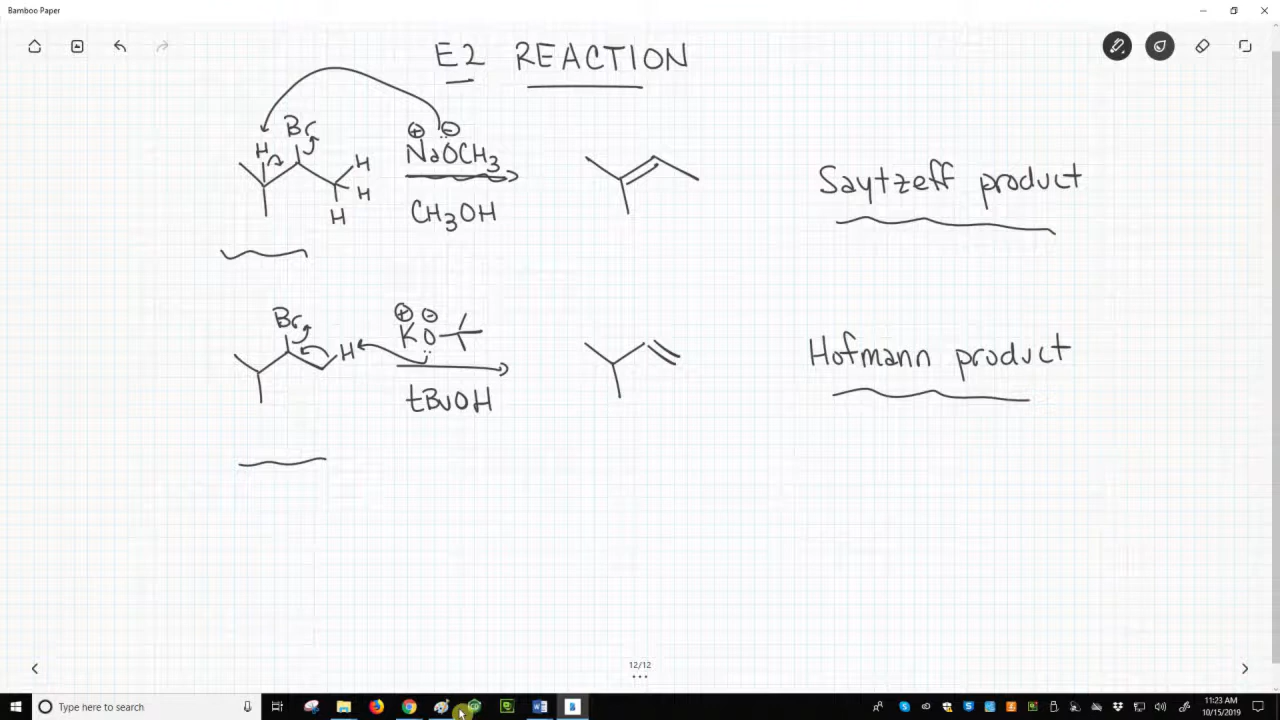 Bamboo Paper
E2 REACTION
Br
H
H
H
H
⊕ ⊖
NaOCH3
CH3OH
Saytzeff product
Br
H
⊕ ⊖
KO
tBuOH
Hofmann product
12/12
Type here to search
11:23 AM
10/15/2019